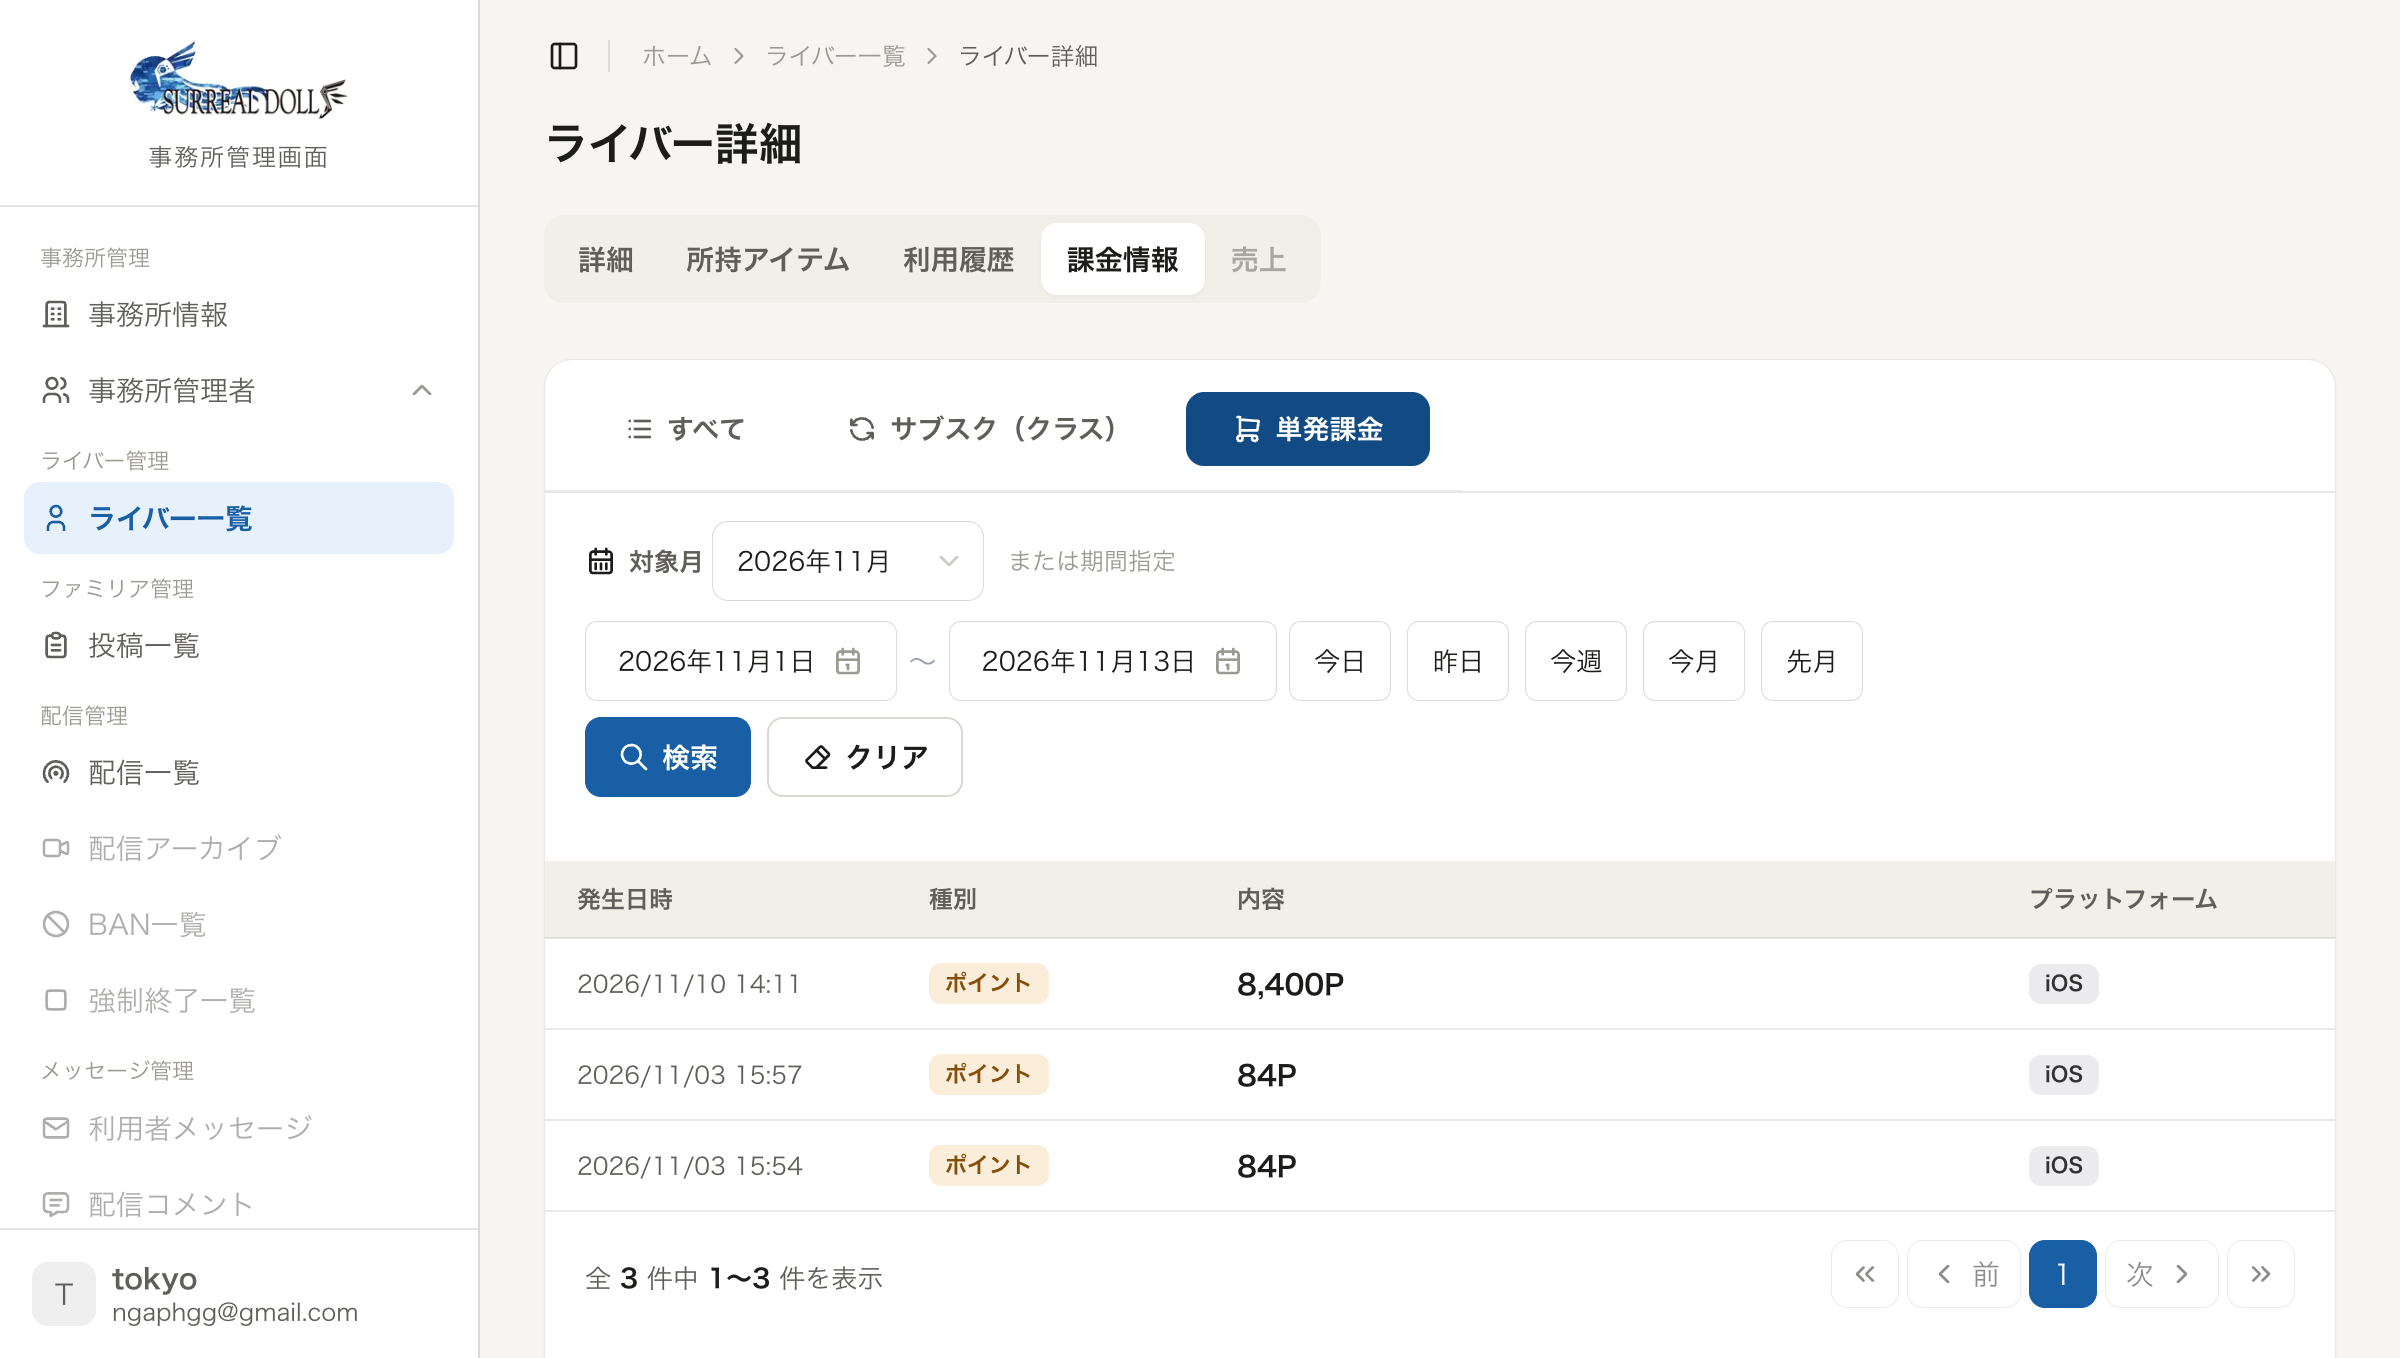 SURREAL DOLL
事務所管理画面
事務所管理
事務所情報
事務所管理者
ライバー管理
ライバー一覧
ファミリア管理
投稿一覧
配信管理
配信一覧
配信アーカイブ
BAN一覧
強制終了一覧
メッセージ管理
利用者メッセージ
配信コメント
T
tokyo
ngaphgg@gmail.com
ホーム ライバー一覧 ライバー詳細
ライバー詳細
詳細 所持アイテム 利用履歴 課金情報 売上
すべて サブスク（クラス） 単発課金
対象月 2026年11月 または期間指定
2026年11月1日 ～ 2026年11月13日 今日 昨日 今週 今月 先月
検索 クリア
発生日時 種別 内容 プラットフォーム
2026/11/10 14:11 ポイント 8,400P iOS
2026/11/03 15:57 ポイント 84P iOS
2026/11/03 15:54 ポイント 84P iOS
全 3 件中 1〜3 件を表示
前 1 次